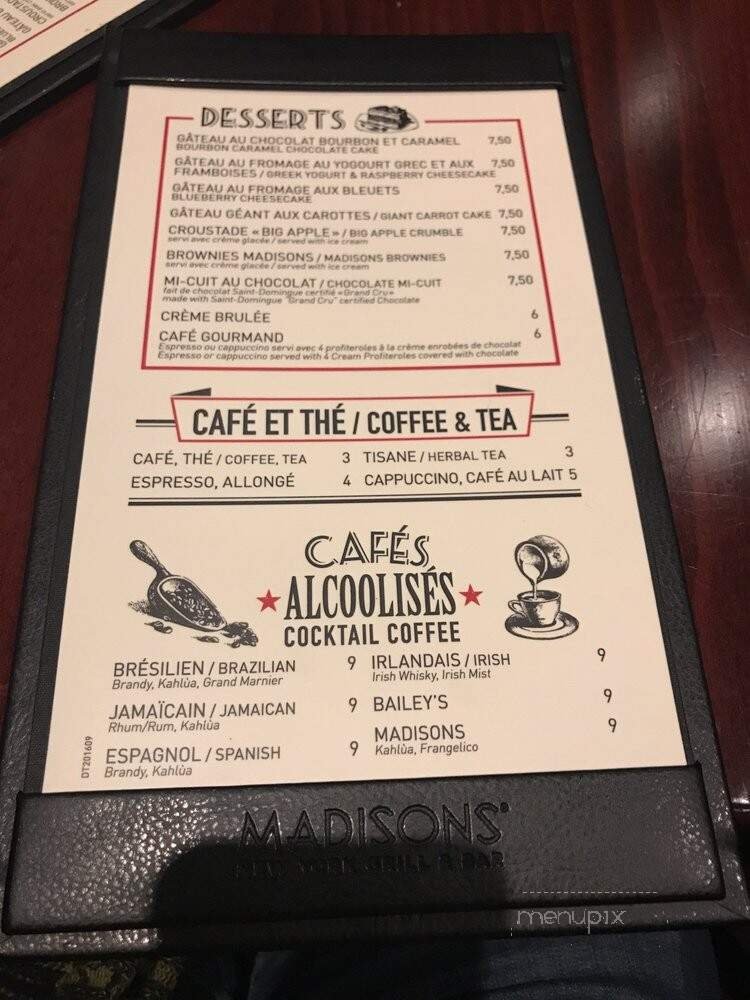 DESSERTS
GÂTEAU AU CHOCOLAT BOURBON ET CARAMEL 7,50
BOURBON CARAMEL CHOCOLATE CAKE
GÂTEAU AU FROMAGE AU YOGOURT GREC ET AUX 7,50
FRAMBOISES / GREEK YOGURT & RASPBERRY CHEESECAKE
GÂTEAU AU FROMAGE AUX BLEUETS 7,50
BLUEBERRY CHEESECAKE
GÂTEAU GÉANT AUX CAROTTES / GIANT CARROT CAKE 7,50
CROUSTADE «BIG APPLE» / BIG APPLE CRUMBLE 7,50
servi avec crème glacée / served with ice cream
BROWNIES MADISONS / MADISONS BROWNIES 7,50
servi avec crème glacée / served with ice cream
MI-CUIT AU CHOCOLAT / CHOCOLATE MI-CUIT 7,50
fait de chocolat Saint-Domingue certifié «Grand Cru»
made with Saint-Domingue "Grand Cru" certified Chocolate
CRÈME BRULÉE 6
CAFÉ GOURMAND 6
Espresso ou cappuccino servi avec 4 profiteroles à la crème enrobées de chocolat
Espresso or cappuccino served with 4 Cream Profiteroles covered with chocolate
CAFÉ ET THÉ / COFFEE & TEA
CAFÉ, THÉ / COFFEE, TEA 3 TISANE / HERBAL TEA 3
ESPRESSO, ALLONGÉ 4 CAPPUCCINO, CAFÉ AU LAIT 5
CAFÉS
ALCOOLISÉS
COCKTAIL COFFEE
BRÉSILIEN / BRAZILIAN 9
Brandy, Kahlùa, Grand Marnier
JAMAÏCAIN / JAMAICAN 9
Rhum/Rum, Kahlùa
ESPAGNOL / SPANISH 9
Brandy, Kahlùa
IRLANDAIS / IRISH 9
Irish Whisky, Irish Mist
BAILEY'S 9
MADISONS 9
Kahlùa, Frangelico
DT201609
MADISONS
NEW YORK GRILL & BAR
menupix